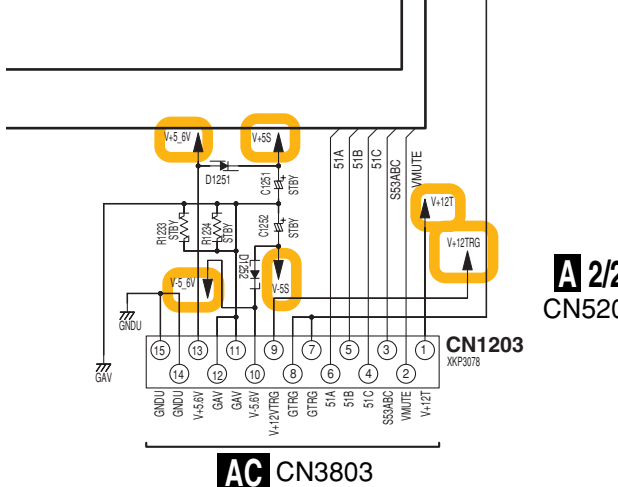 V+5_6V
V+5S
D1251
C1251
STBY
51A
51B
51C
S53ABC
VMUTE
V+12T
R1233
STBY
R1234
STBY
C1252
STBY
V+12TRG
D1252
V-5_6V
V-5S
GNDU
GAV
A 2/2
CN520
15 13 11 9 7 5 3 1
14 12 10 8 6 4 2
CN1203
XKP3078
GNDU
GNDU
V+5.6V
GAV
GAV
V-5.6V
V+12VTRG
GTRG
GTRG
51A
51B
51C
S53ABC
VMUTE
V+12T
AC CN3803